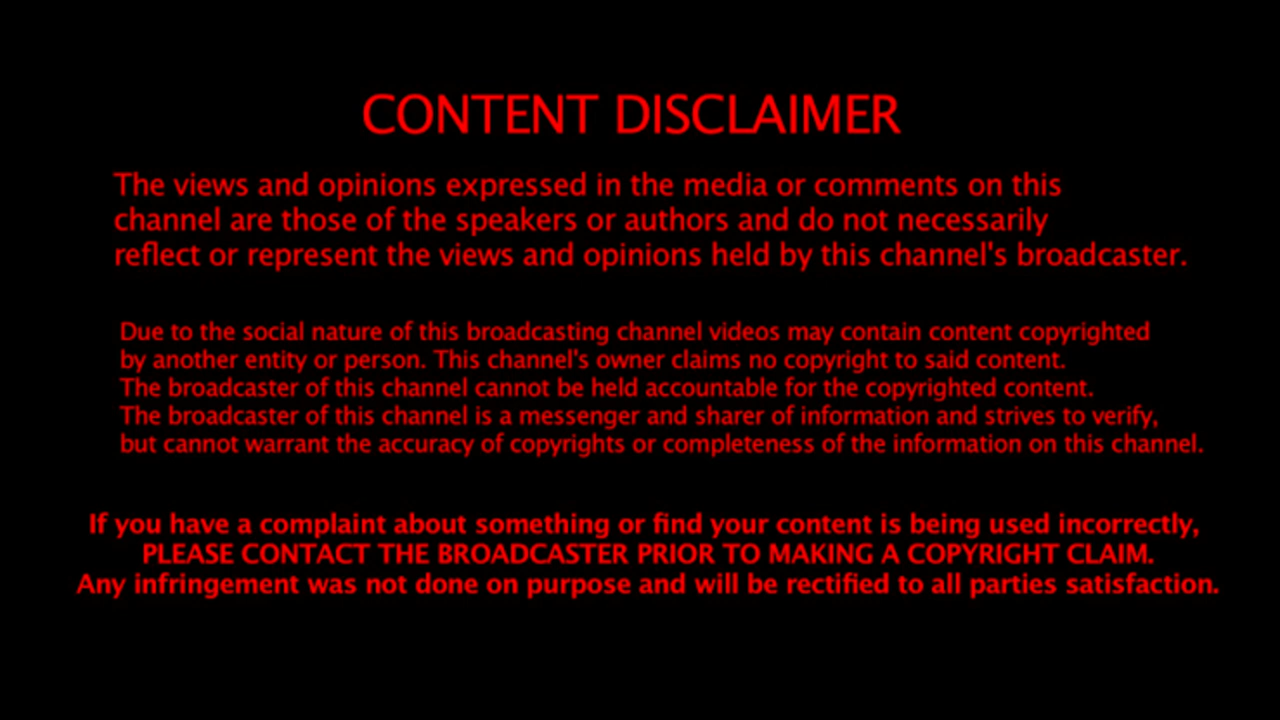 CONTENT DISCLAIMER
The views and opinions expressed in the media or comments on this
channel are those of the speakers or authors and do not necessarily
reflect or represent the views and opinions held by this channel's broadcaster.
Due to the social nature of this broadcasting channel videos may contain content copyrighted
by another entity or person. This channel's owner claims no copyright to said content.
The broadcaster of this channel cannot be held accountable for the copyrighted content.
The broadcaster of this channel is a messenger and sharer of information and strives to verify,
but cannot warrant the accuracy of copyrights or completeness of the information on this channel.
If you have a complaint about something or find your content is being used incorrectly,
PLEASE CONTACT THE BROADCASTER PRIOR TO MAKING A COPYRIGHT CLAIM.
Any infringement was not done on purpose and will be rectified to all parties satisfaction.